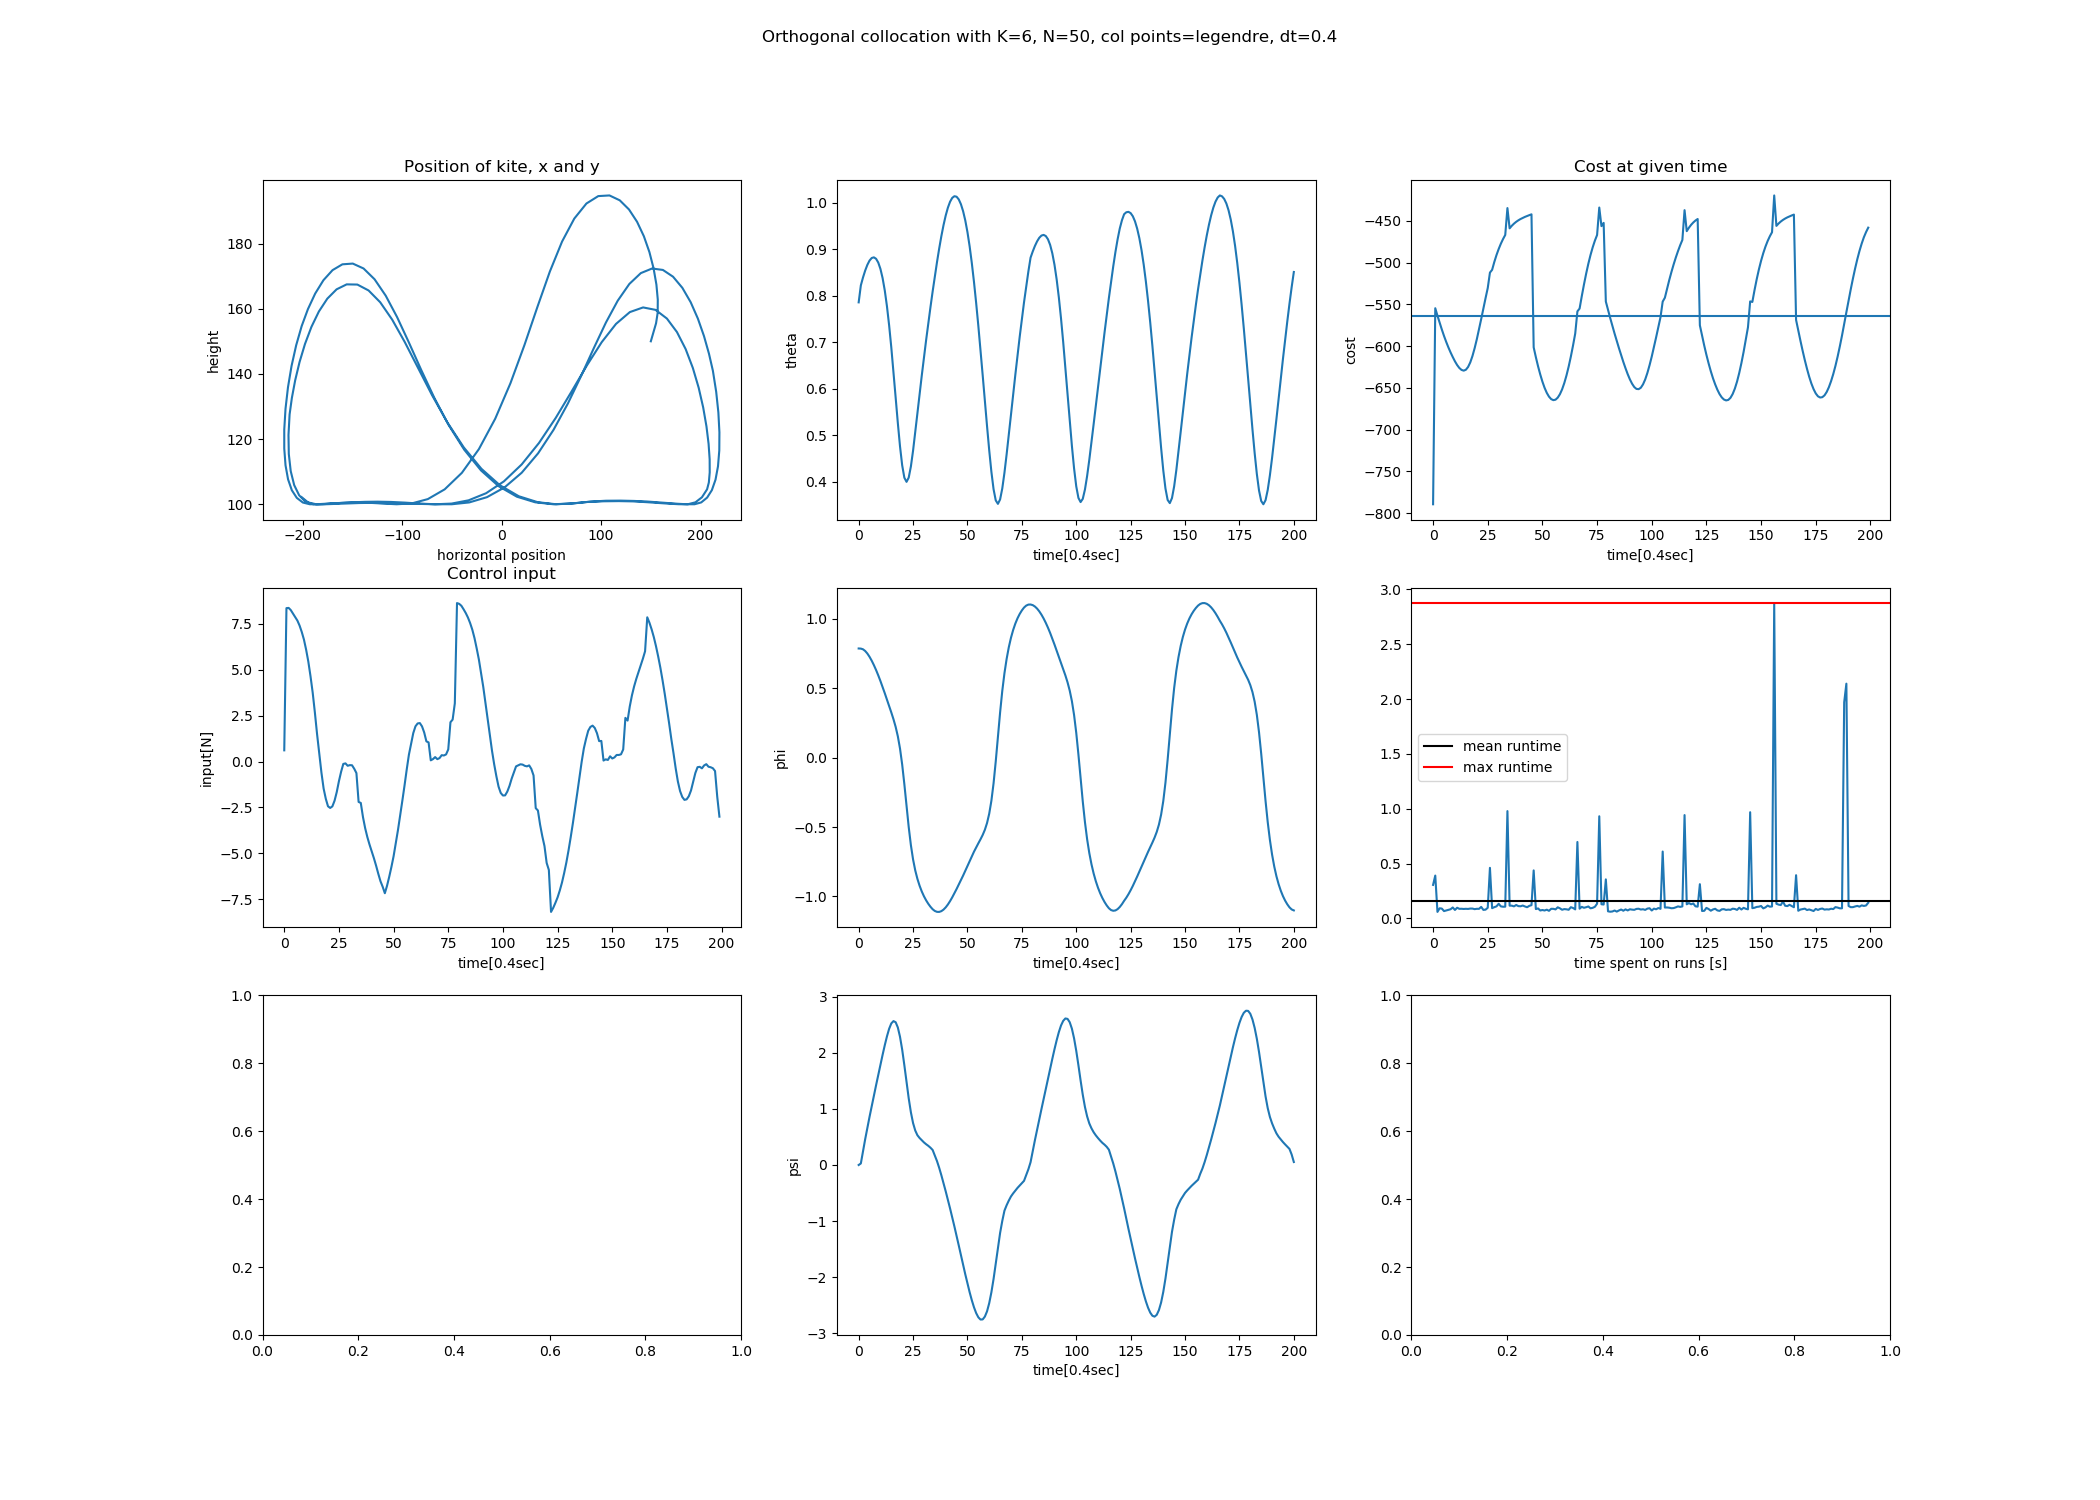 Orthogonal collocation with K=6, N=50, col points=legendre, dt=0.4
Position of kite, x and y
180
160
140
120
100
height
−200 −100 0 100 200
horizontal position
1.0
0.9
0.8
0.7
0.6
0.5
0.4
theta
0 25 50 75 100 125 150 175 200
time[0.4sec]
Cost at given time
−450
−500
−550
−600
−650
−700
−750
−800
cost
0 25 50 75 100 125 150 175 200
time[0.4sec]
Control input
7.5
5.0
2.5
0.0
−2.5
−5.0
−7.5
input[N]
0 25 50 75 100 125 150 175 200
time[0.4sec]
1.0
0.5
0.0
−0.5
−1.0
phi
0 25 50 75 100 125 150 175 200
time[0.4sec]
3.0
2.5
2.0
1.5
1.0
0.5
0.0
mean runtime
max runtime
0 25 50 75 100 125 150 175 200
time spent on runs [s]
1.0
0.8
0.6
0.4
0.2
0.0
0.0 0.2 0.4 0.6 0.8 1.0
3
2
1
0
−1
−2
−3
psi
0 25 50 75 100 125 150 175 200
time[0.4sec]
1.0
0.8
0.6
0.4
0.2
0.0
0.0 0.2 0.4 0.6 0.8 1.0